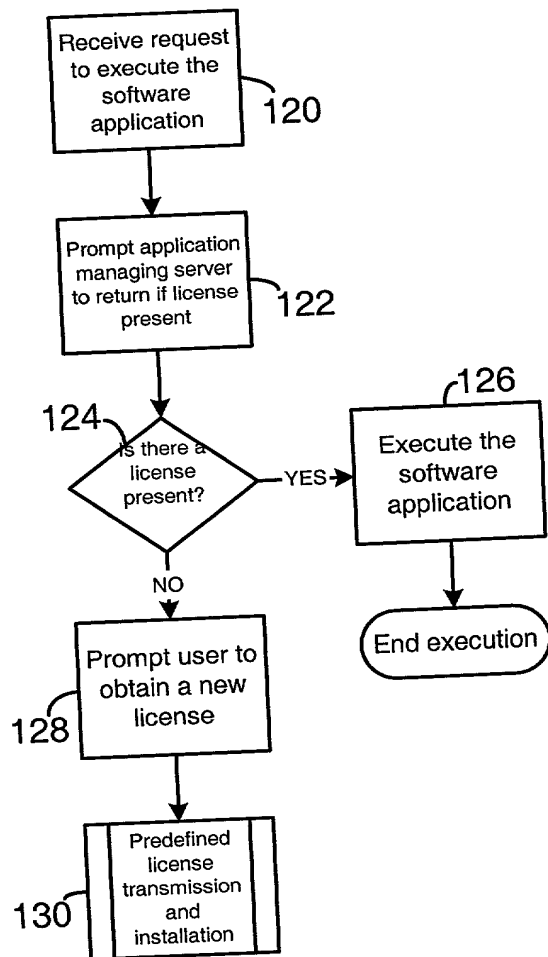 Receive request
to execute the
software
application
120
Prompt application
managing server
to return if license
present
122
124
Is there a
license
present?
YES
126
Execute the
software
application
End execution
NO
Prompt user to
obtain a new
license
128
Predefined
license
transmission
and
installation
130